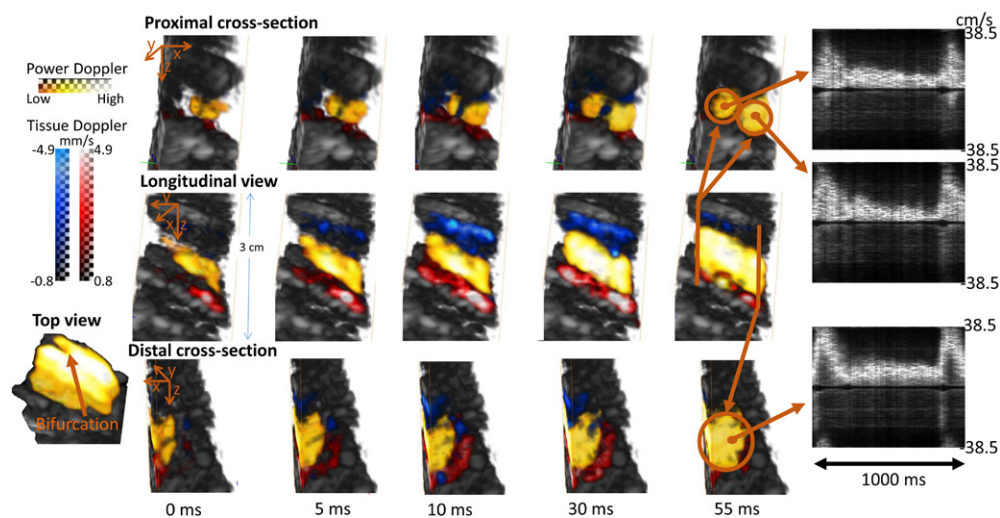 Proximal cross-section
cm/s
38.5
y
x
z
Power Doppler
Low High
Tissue Doppler
mm/s
-4.9 4.9
-0.8 0.8
-38.5
38.5
Longitudinal view
y
x
z
3 cm
-38.5
Top view
Bifurcation
Distal cross-section
y
x
z
38.5
-38.5
1000 ms
0 ms 5 ms 10 ms 30 ms 55 ms